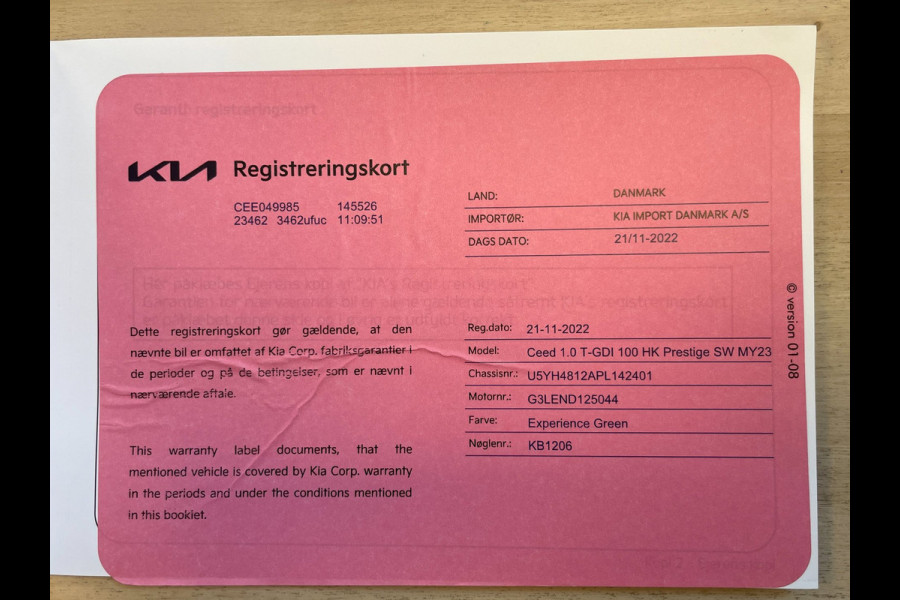 Garanti registreringskort
KIA Registreringskort
CEE049985 145526
23462 3462ufuc 11:09:51
LAND: DANMARK
IMPORTØR: KIA IMPORT DANMARK A/S
DAGS DATO: 21/11-2022
Dette registreringskort gør gældende, at den
nævnte bil er omfattet af Kia Corp. fabriksgarantier i
de perioder og på de betingelser, som er nævnt i
nærværende aftale.
This warranty label documents, that the
mentioned vehicle is covered by Kia Corp. warranty
in the periods and under the conditions mentioned
in this booklet.
Reg.dato: 21-11-2022
Model: Ceed 1.0 T-GDI 100 HK Prestige SW MY23
Chassisnr.: U5YH4812APL142401
Motornr.: G3LEND125044
Farve: Experience Green
Nøglenr.: KB1206
© version 01-08